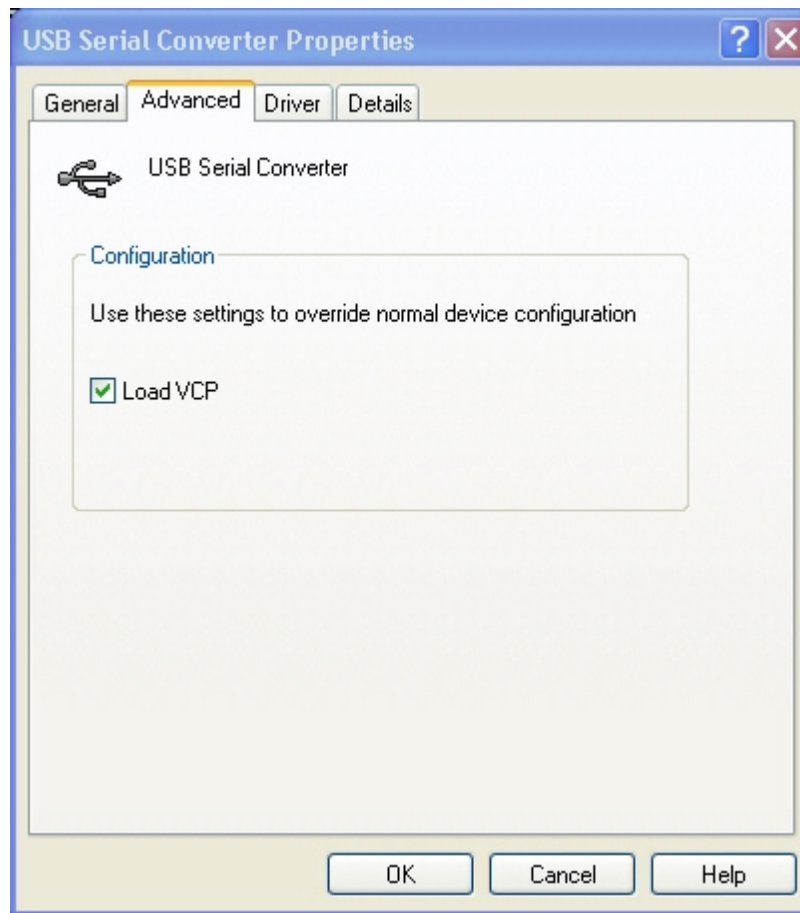 USB Serial Converter Properties
?
General Advanced Driver Details
USB Serial Converter
Configuration
Use these settings to override normal device configuration
Load VCP
OK Cancel Help